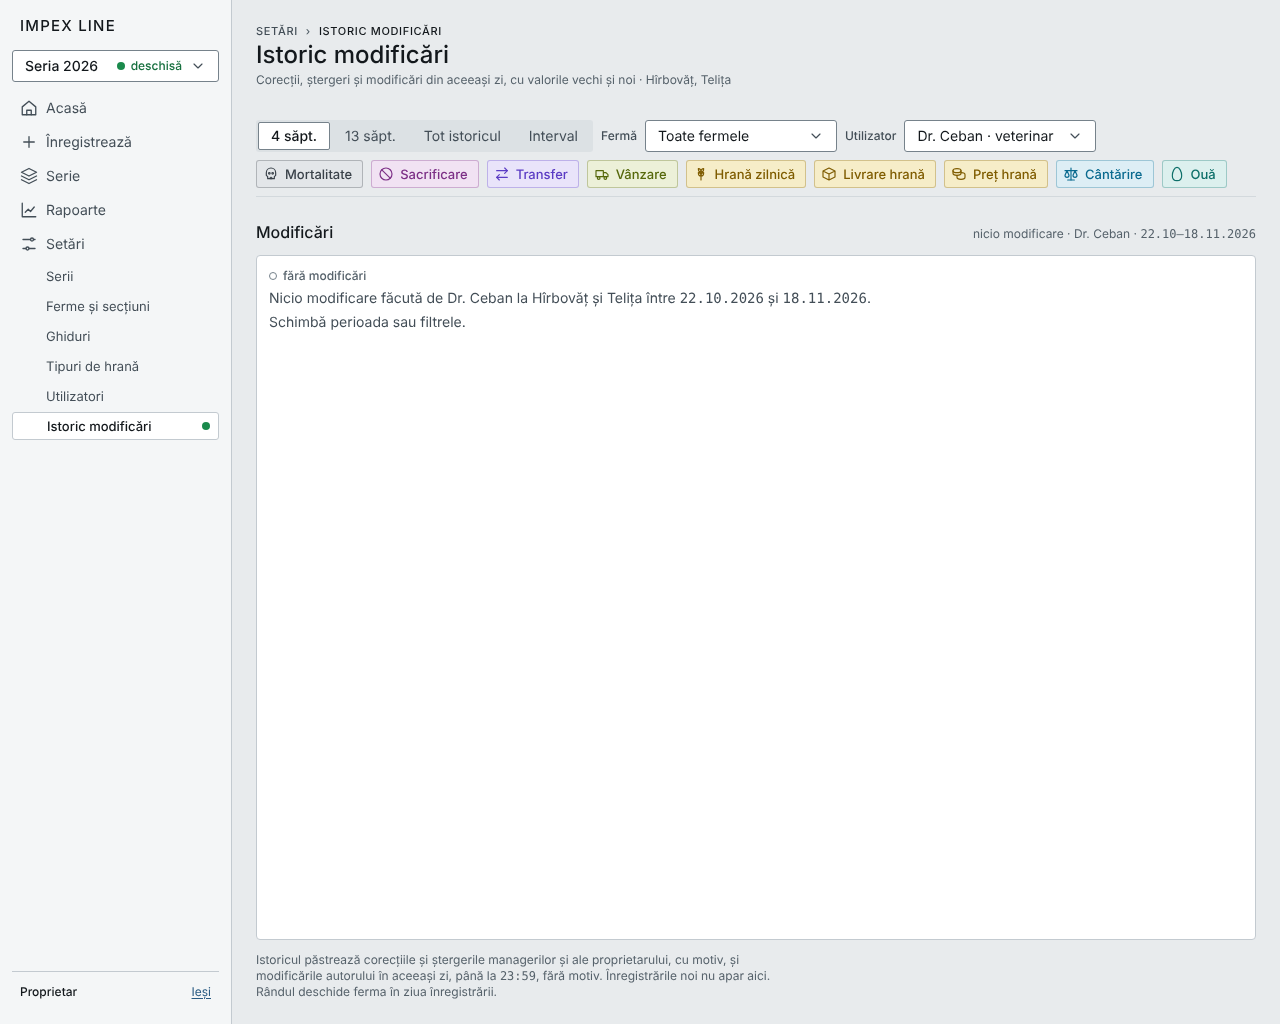 IMPEX LINE
Seria 2026 deschisă
Acasă
Înregistrează
Serie
Rapoarte
Setări
Serii
Ferme și secțiuni
Ghiduri
Tipuri de hrană
Utilizatori
Istoric modificări
Proprietar Ieși
SETĂRI › ISTORIC MODIFICĂRI
Istoric modificări
Corecții, ștergeri și modificări din aceeași zi, cu valorile vechi și noi · Hîrbovăț, Telița
4 săpt. 13 săpt. Tot istoricul Interval Fermă Toate fermele Utilizator Dr. Ceban · veterinar
Mortalitate Sacrificare Transfer Vânzare Hrană zilnică Livrare hrană Preț hrană Cântărire Ouă
Modificări nicio modificare · Dr. Ceban · 22.10–18.11.2026
fără modificări
Nicio modificare făcută de Dr. Ceban la Hîrbovăț și Telița între 22.10.2026 și 18.11.2026.
Schimbă perioada sau filtrele.
Istoricul păstrează corecțiile și ștergerile managerilor și ale proprietarului, cu motiv, și
modificările autorului în aceeași zi, până la 23:59, fără motiv. Înregistrările noi nu apar aici.
Rândul deschide ferma în ziua înregistrării.